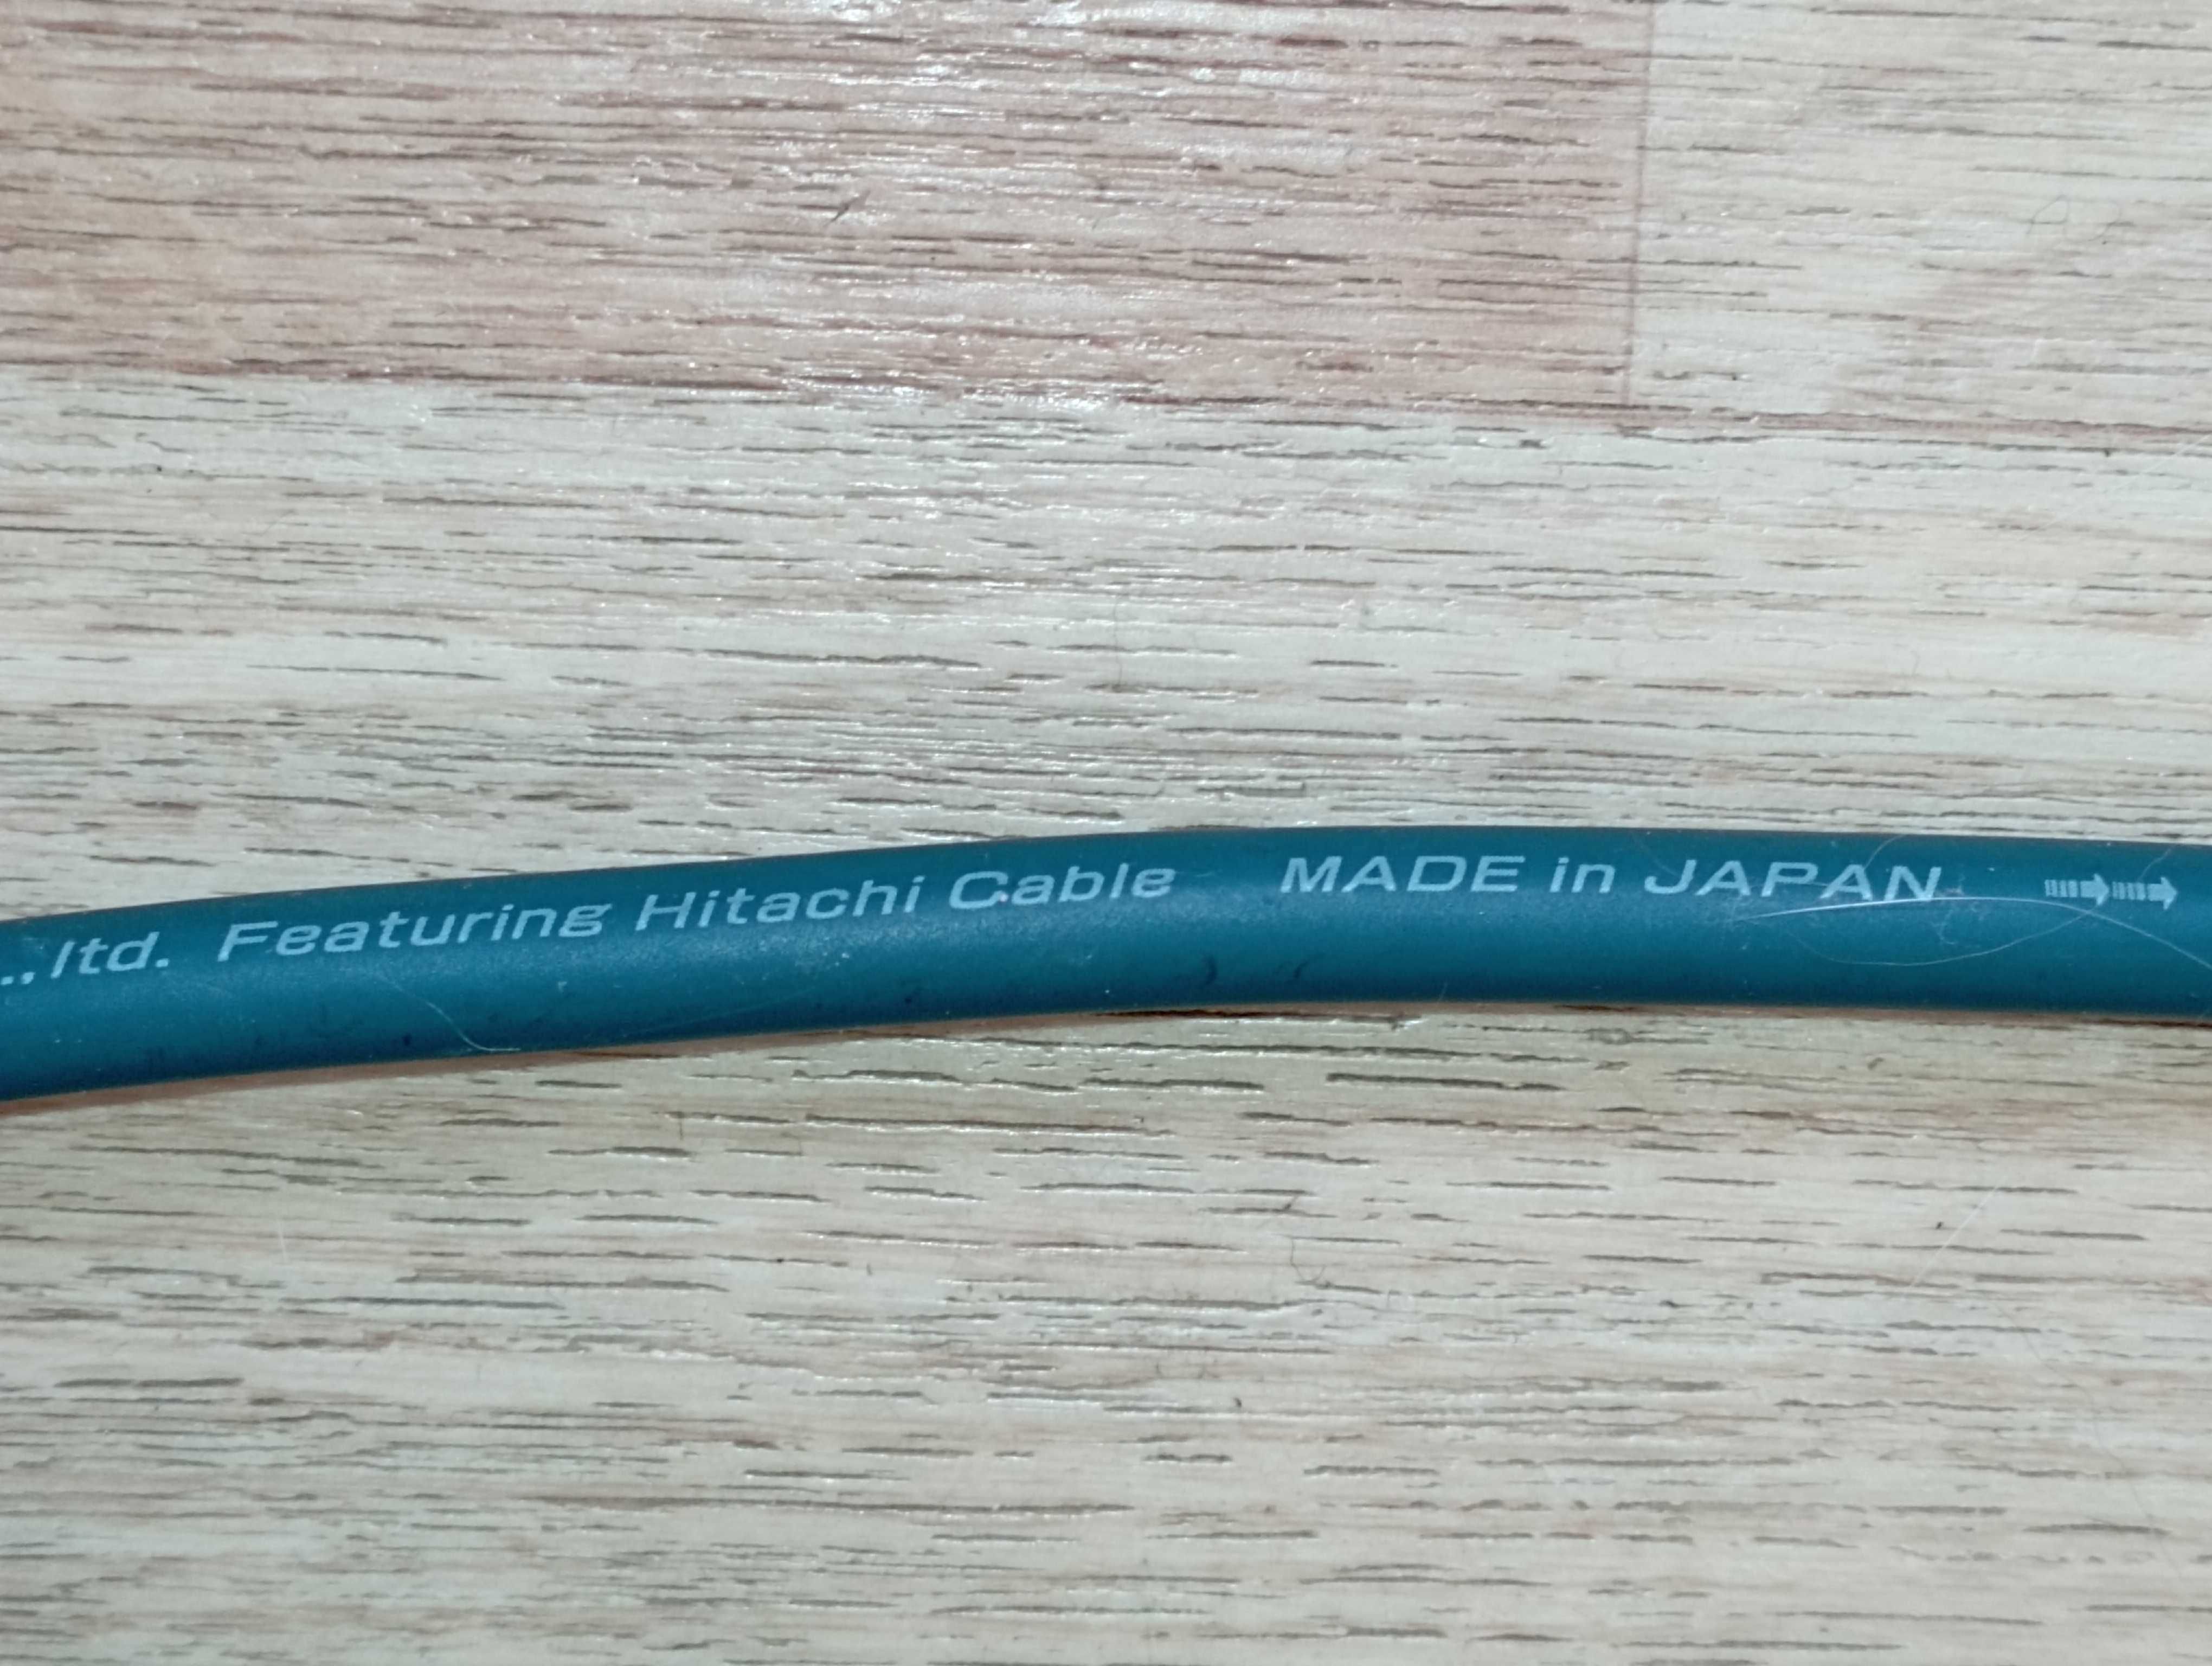 .,ltd. Featuring Hitachi Cable MADE in JAPAN